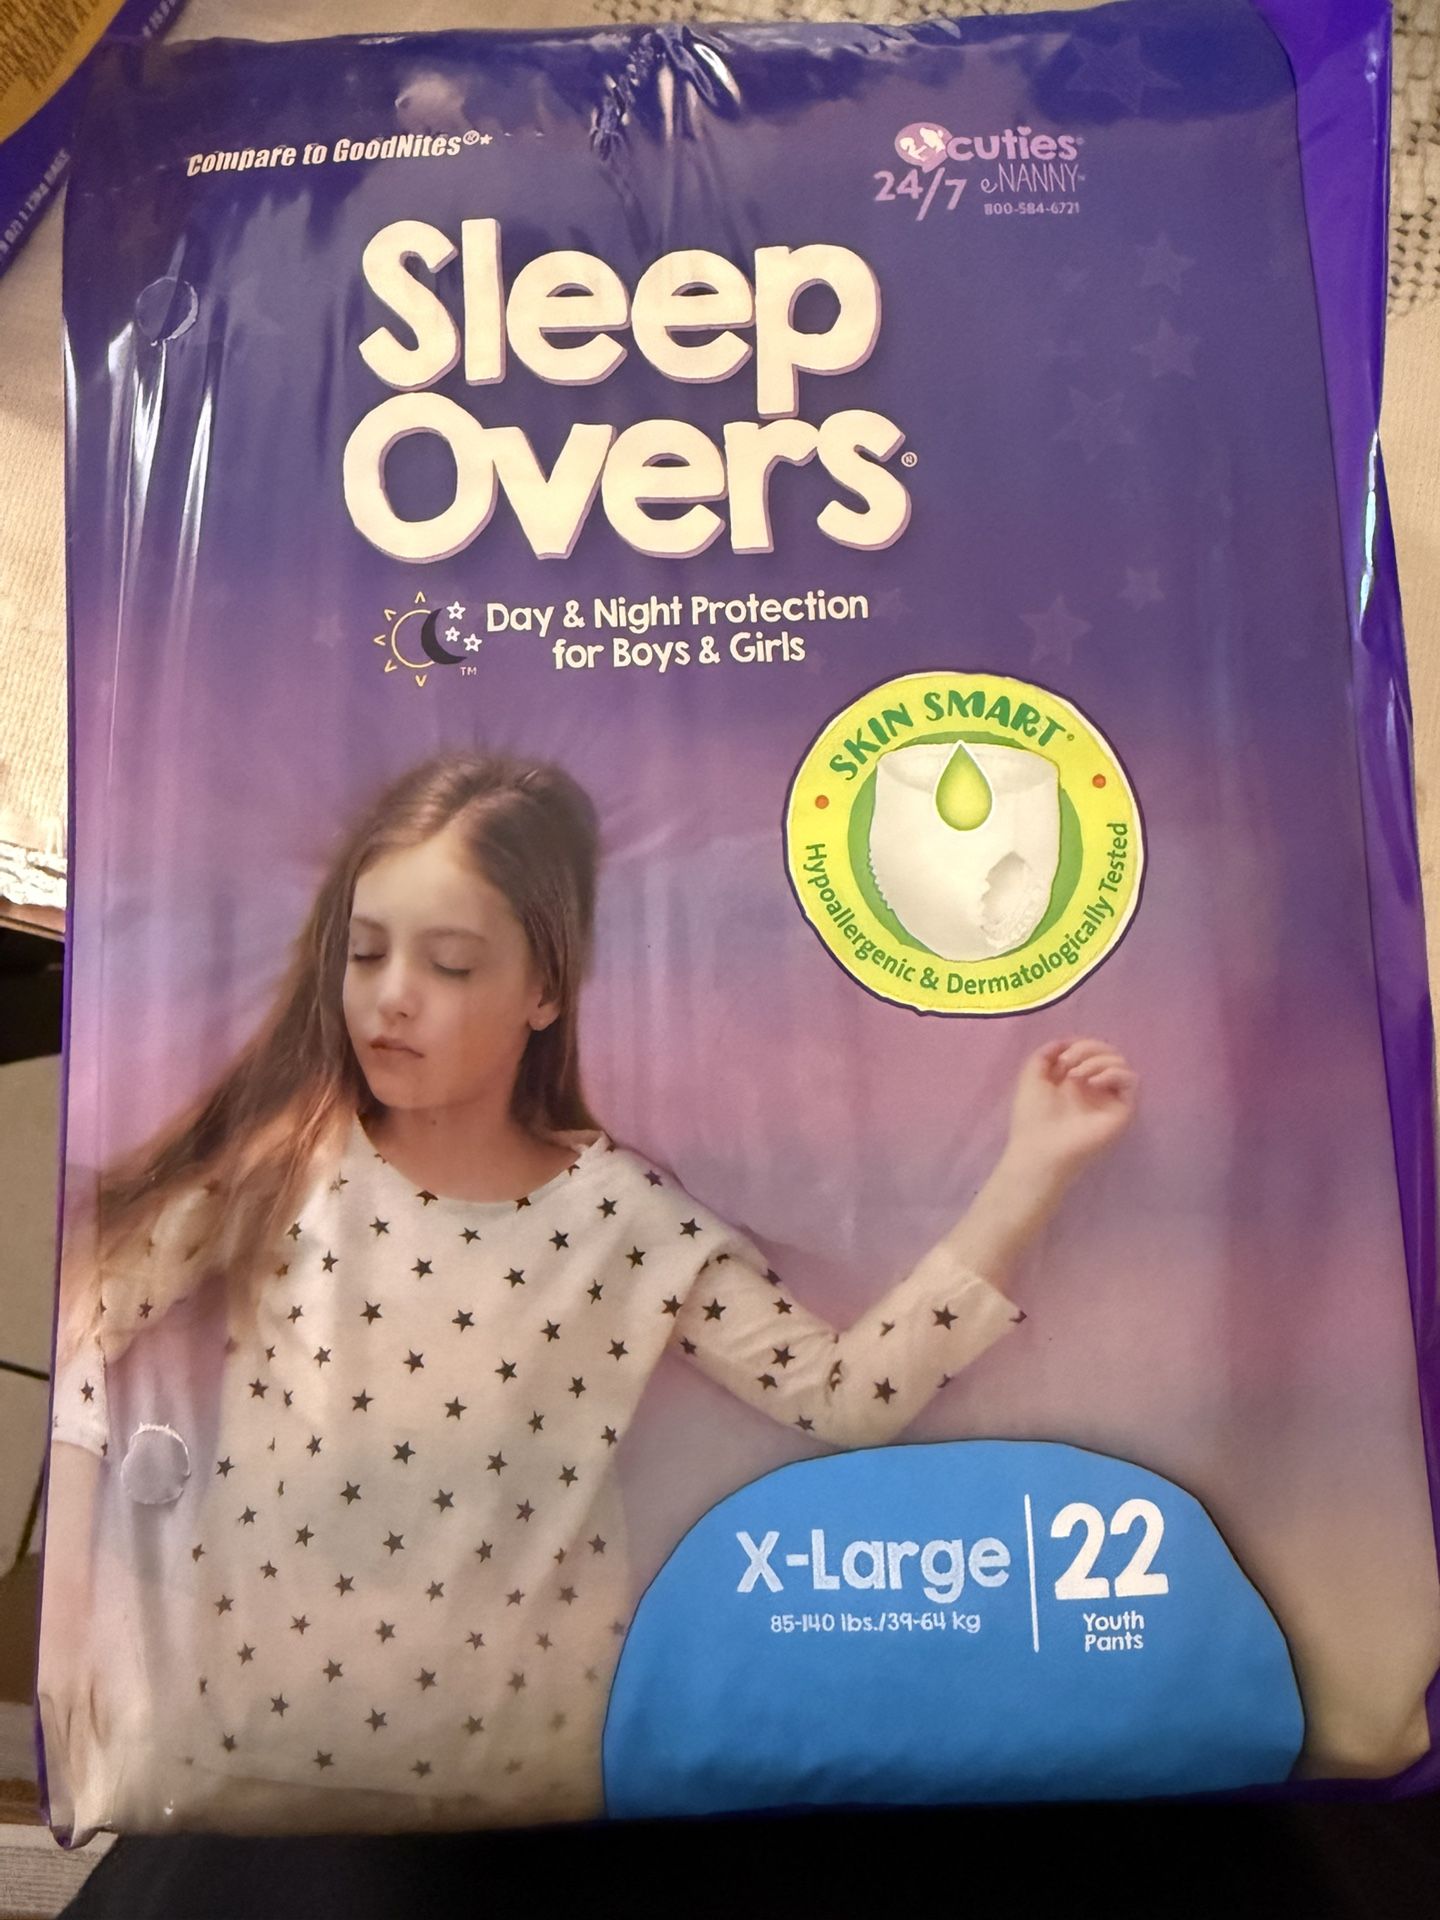 Compare to GoodNites®*
cuties®
24/7 eNANNY™
800-584-6721
Sleep
Overs®
Day & Night Protection
for Boys & Girls
TM
SKIN SMART®
Hypoallergenic & Dermatologically Tested
X-Large | 22
85-140 lbs./39-64 kg
Youth
Pants